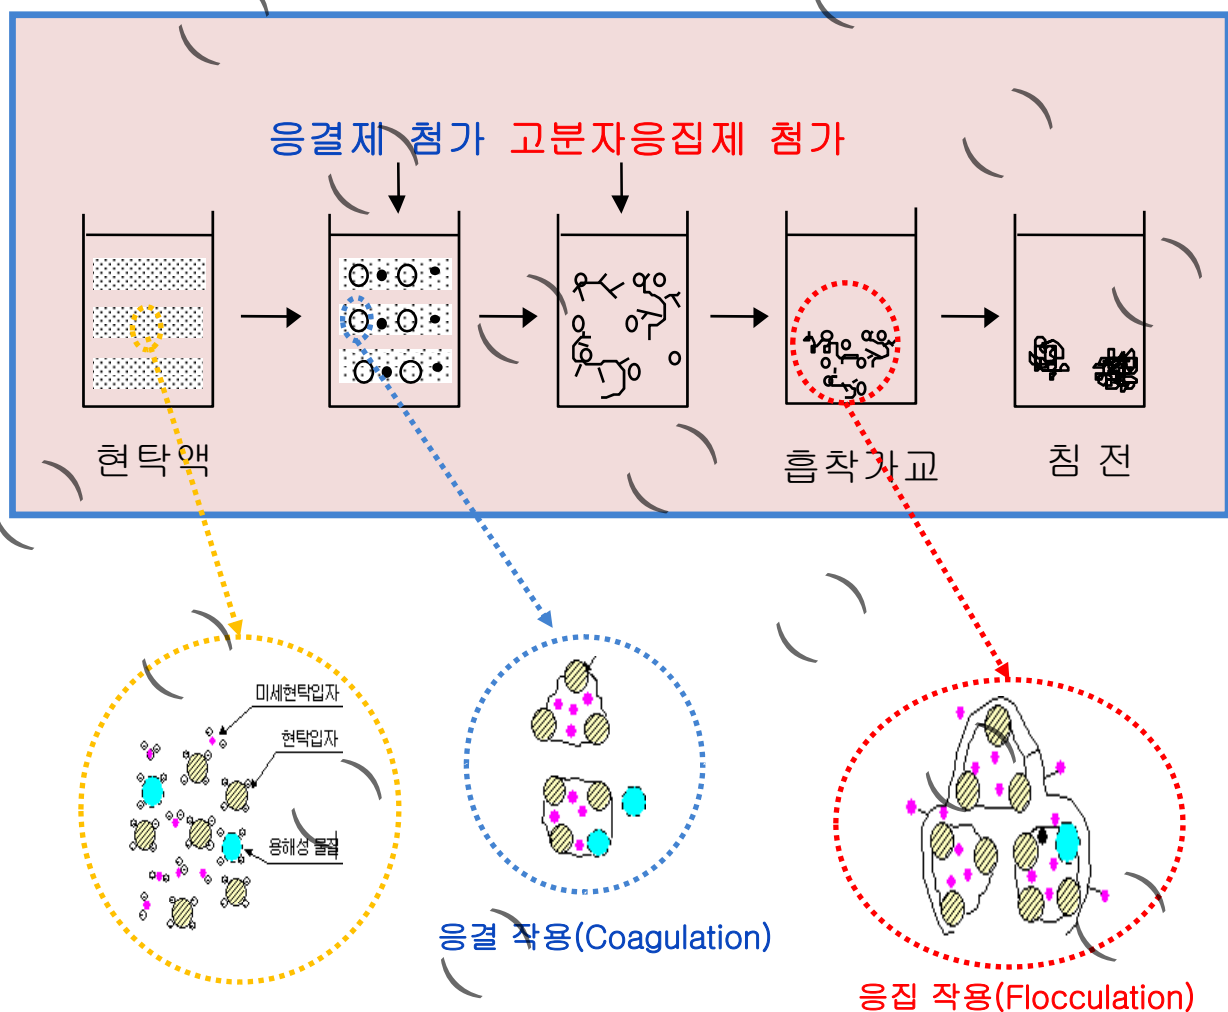 응결제 첨가 고분자응집제 첨가
현탁액
흡착가교
침 전
미세현탁입자
현탁입자
용해성 물질
응결 작용(Coagulation)
응집 작용(Flocculation)